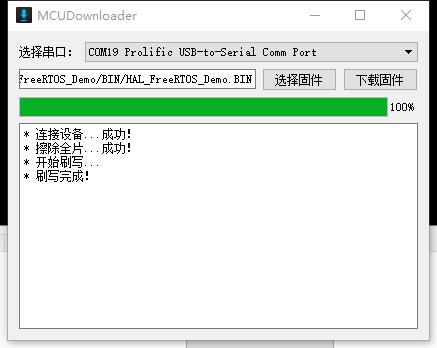 MCUDownloader
选择串口： COM19 Prolific USB-to-Serial Comm Port
FreeRTOS_Demo/BIN/HAL_FreeRTOS_Demo.BIN 选择固件 下载固件
100%
* 连接设备...成功!
* 擦除全片...成功!
* 开始刷写...
* 刷写完成!